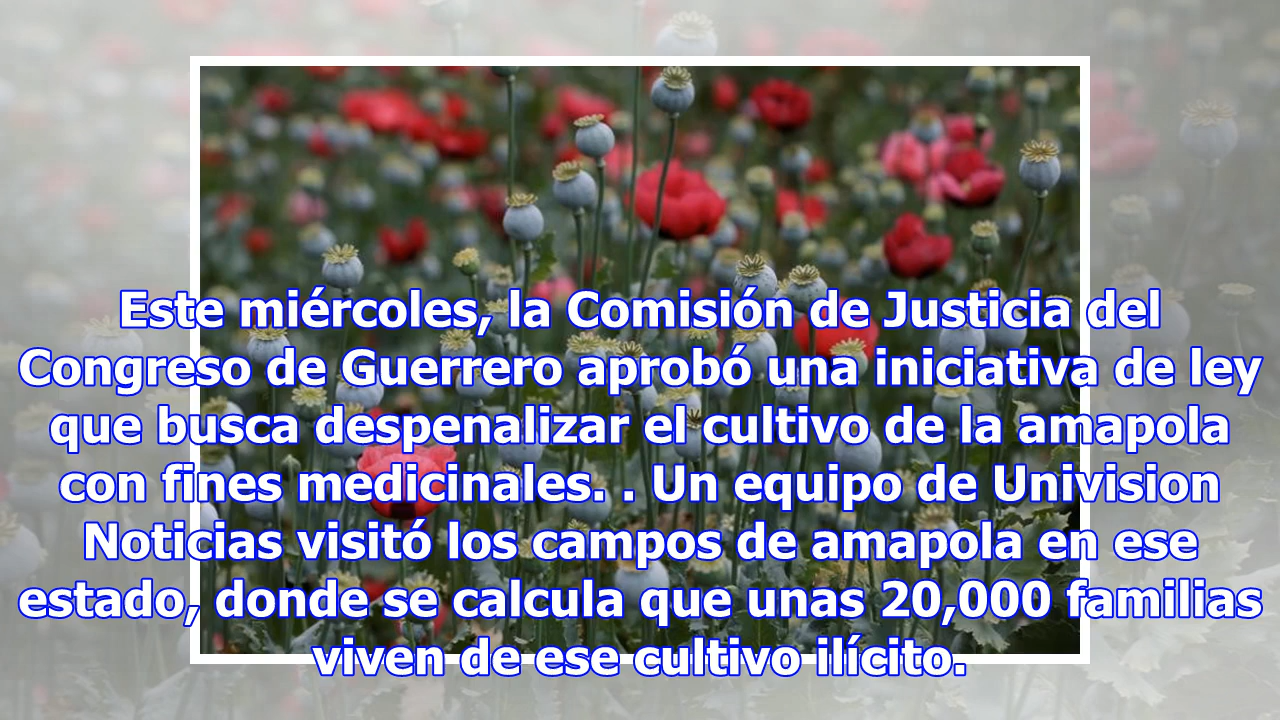 Este miércoles, la Comisión de Justicia del
Congreso de Guerrero aprobó una iniciativa de ley
que busca despenalizar el cultivo de la amapola
con fines medicinales. . Un equipo de Univision
Noticias visitó los campos de amapola en ese
estado, donde se calcula que unas 20,000 familias
viven de ese cultivo ilícito.